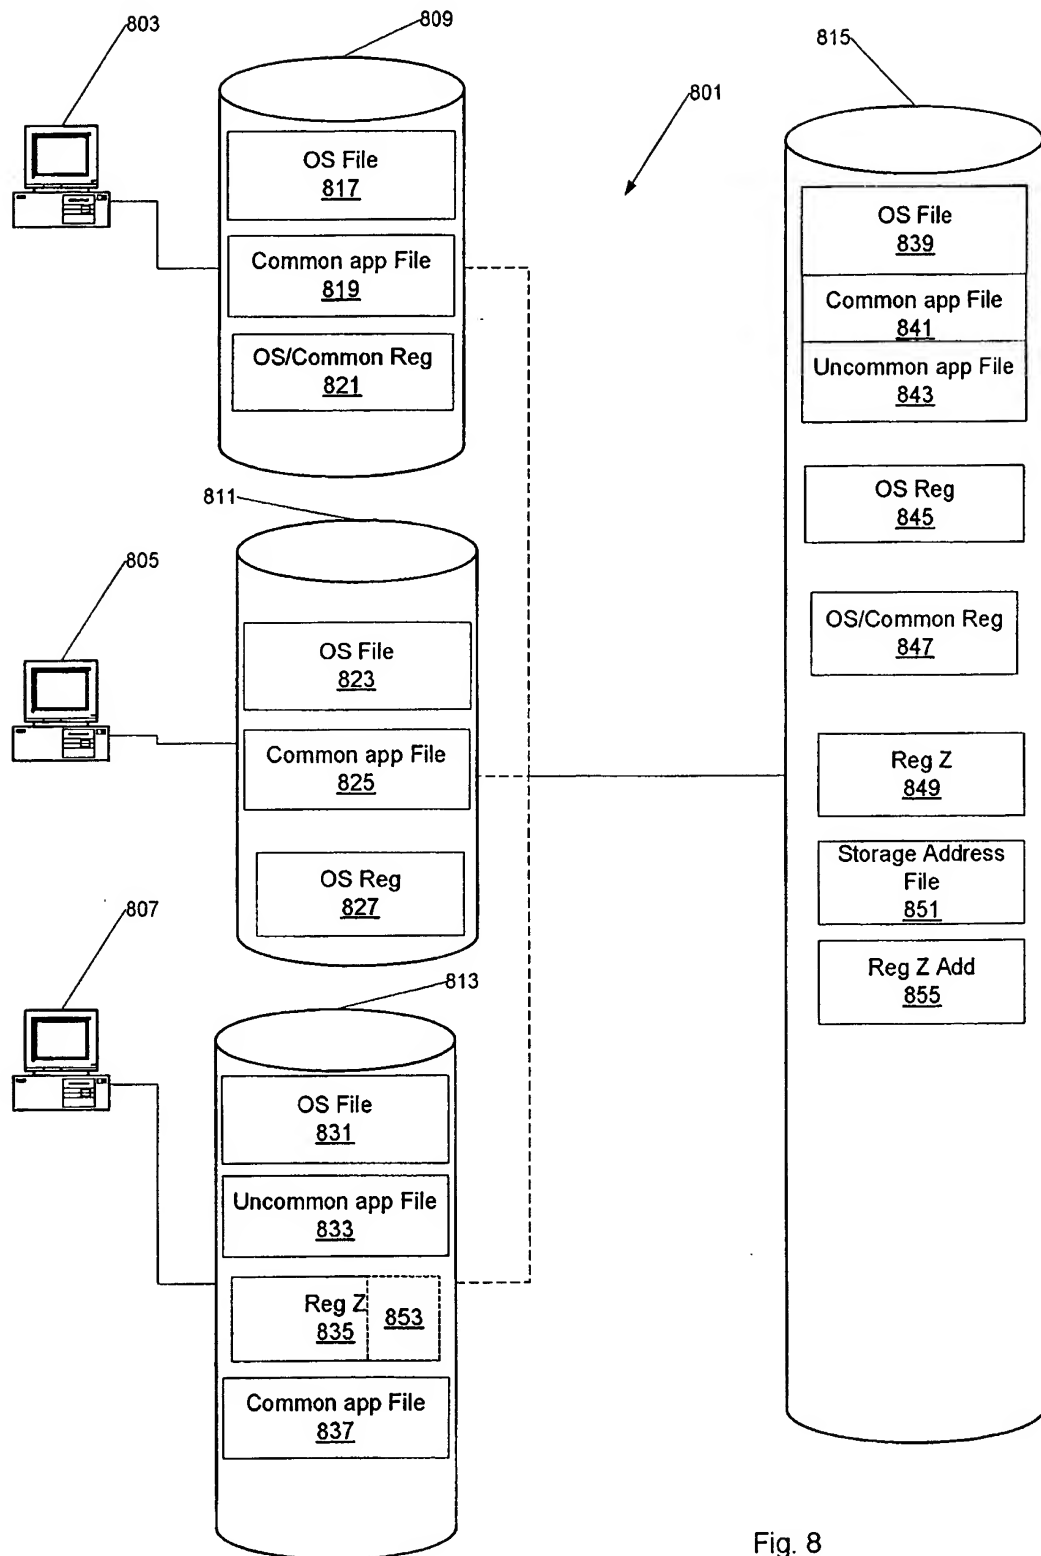 803
809
801
815
OS File
817
Common app File
819
OS/Common Reg
821
OS File
839
Common app File
841
Uncommon app File
843
OS Reg
845
OS/Common Reg
847
Reg Z
849
Storage Address
File
851
Reg Z Add
855
811
805
OS File
823
Common app File
825
OS Reg
827
807
813
OS File
831
Uncommon app File
833
Reg Z
835
853
Common app File
837
Fig. 8